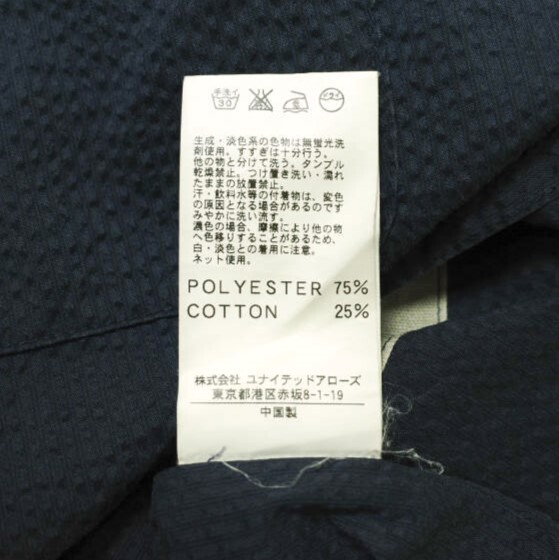 手洗イ
30
ドライ
生成・淡色系の色物は無蛍光洗
剤使用。すすぎは十分行う。
他の物と分けて洗う。タンブル
乾燥禁止。つけ置き洗い・濡れ
たままの放置禁止。
汗・飲料水等の付着物は、変色
の原因となる場合があるのです
みやかに洗い流す。
濃色の場合、摩擦により他の物
へ色移りすることがあるため、
白・淡色との着用に注意。
ネット使用。
POLYESTER 75%
COTTON 25%
株式会社 ユナイテッドアローズ
東京都港区赤坂8-1-19
中国製